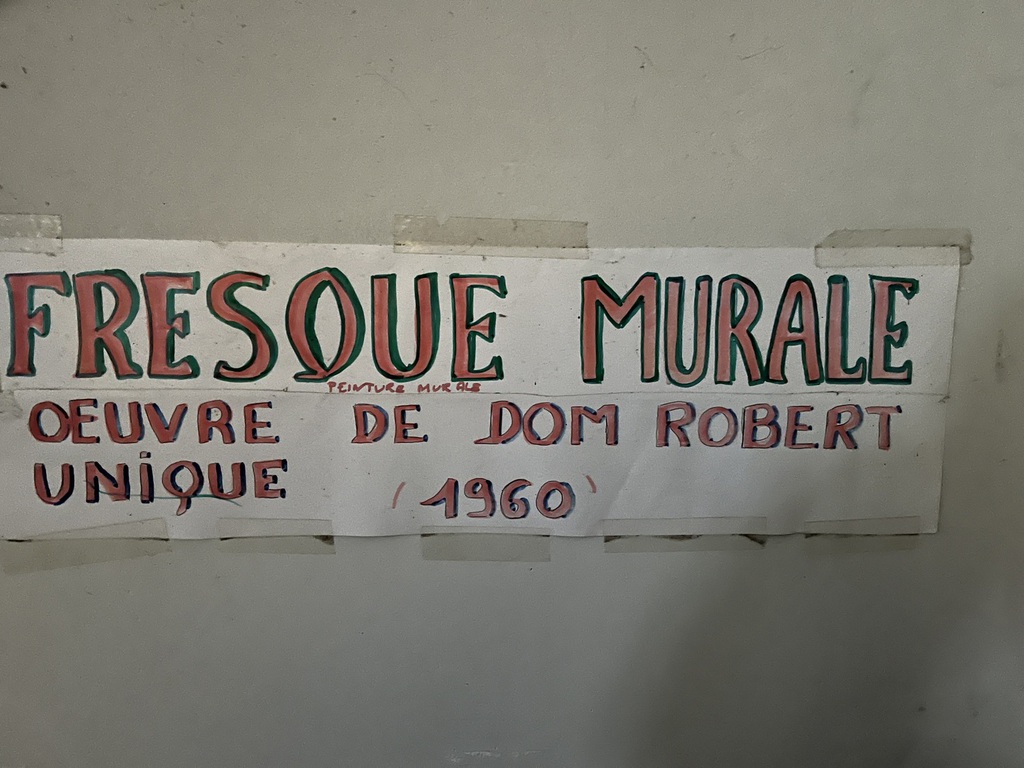 FRESQUE MURALE
PEINTURE MURALE
OEUVRE DE DOM ROBERT
UNIQUE (1960)